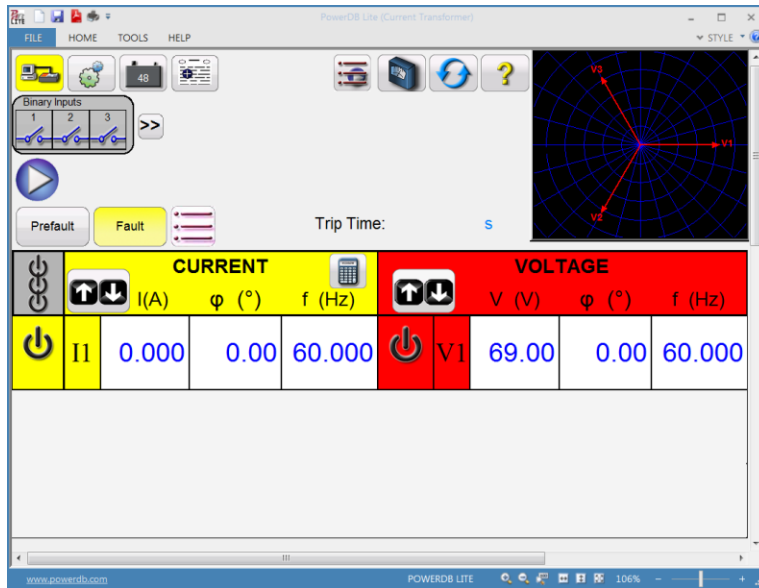 PowerDB Lite (Current Transformer)
FILE HOME TOOLS HELP
STYLE
48
Binary Inputs
1 2 3
>>
V3
V1
V2
Prefault Fault Trip Time: s
CURRENT VOLTAGE
I(A) φ (°) f (Hz) V (V) φ (°) f (Hz)
I1 0.000 0.00 60.000 V1 69.00 0.00 60.000
www.powerdb.com POWERDB LITE 106%